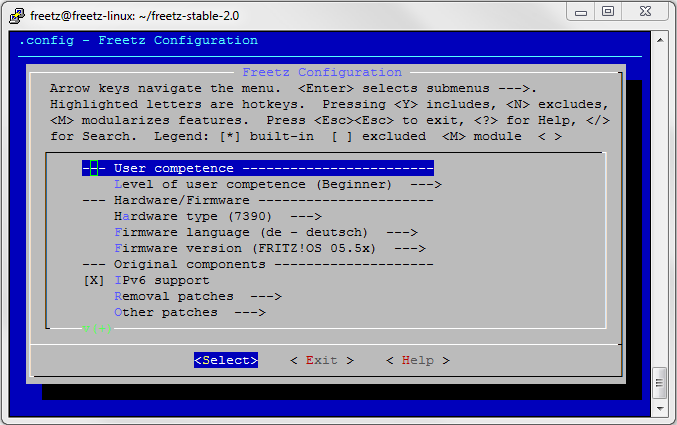 freetz@freetz-linux: ~/freetz-stable-2.0
.config - Freetz Configuration
Freetz Configuration
Arrow keys navigate the menu.  <Enter> selects submenus --->.
Highlighted letters are hotkeys.  Pressing <Y> includes, <N> excludes,
<M> modularizes features.  Press <Esc><Esc> to exit, <?> for Help, </>
for Search.  Legend: [*] built-in  [ ] excluded  <M> module  < >
--- User competence ------------------------
Level of user competence (Beginner)  --->
--- Hardware/Firmware ----------------------
Hardware type (7390)  --->
Firmware language (de - deutsch)  --->
Firmware version (FRITZ!OS 05.5x)  --->
--- Original components --------------------
[X] IPv6 support
Removal patches  --->
Other patches  --->
<Select>    < Exit >    < Help >